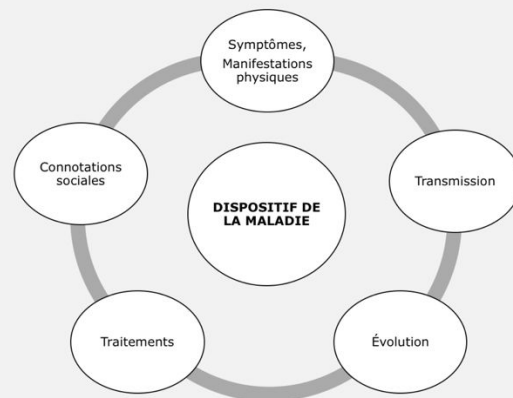 Symptômes,
Manifestations
physiques
Connotations
sociales
Transmission
DISPOSITIF DE
LA MALADIE
Traitements
Évolution